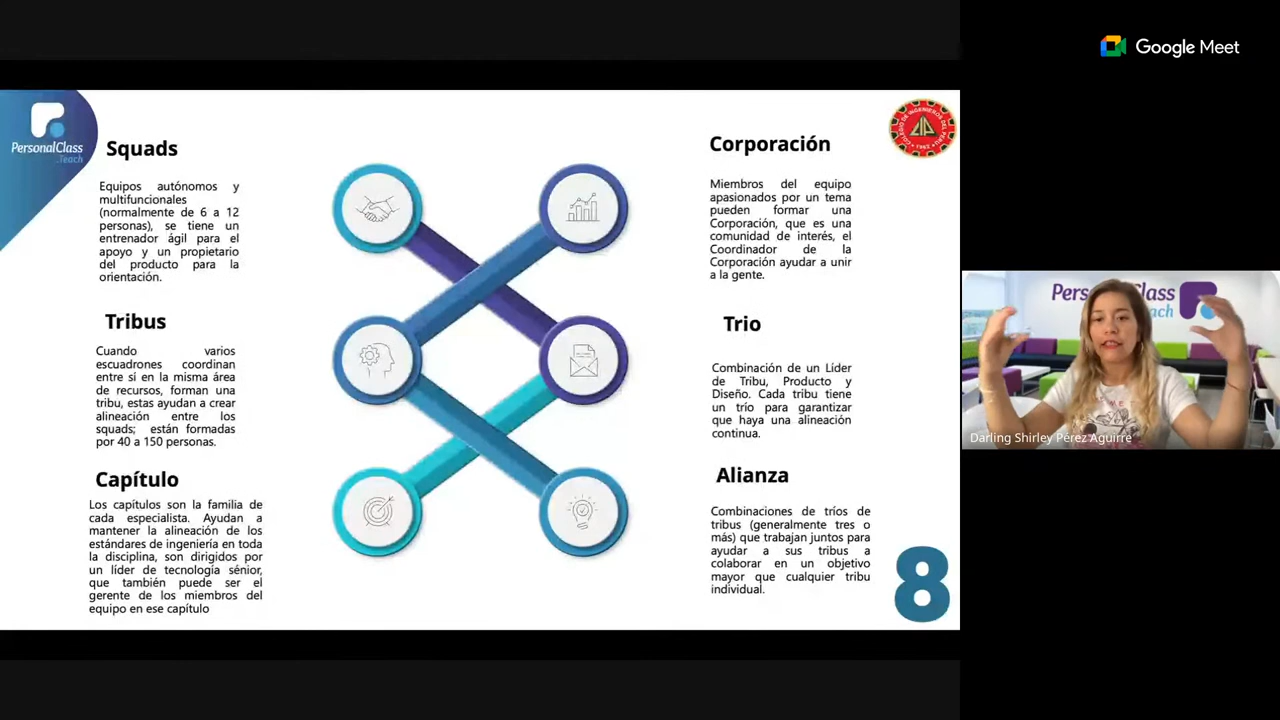 Google Meet
PersonalClass
.Teach
COLEGIO DE INGENIEROS DEL PERU
CIP
1962
Squads
Equipos autónomos y
multifuncionales
(normalmente de 6 a 12
personas), se tiene un
entrenador ágil para el
apoyo y un propietario
del producto para la
orientación.
Tribus
Cuando varios
escuadrones coordinan
entre sí en la misma área
de recursos, forman una
tribu, estas ayudan a crear
alineación entre los
squads; están formadas
por 40 a 150 personas.
Capítulo
Los capítulos son la familia de
cada especialista. Ayudan a
mantener la alineación de los
estándares de ingeniería en toda
la disciplina, son dirigidos por
un líder de tecnología sénior,
que también puede ser el
gerente de los miembros del
equipo en ese capítulo
Corporación
Miembros del equipo
apasionados por un tema
pueden formar una
Corporación, que es una
comunidad de interés, el
Coordinador de la
Corporación ayudar a unir
a la gente.
Trio
Combinación de un Líder
de Tribu, Producto y
Diseño. Cada tribu tiene
un trío para garantizar
que haya una alineación
continua.
Alianza
Combinaciones de tríos de
tribus (generalmente tres o
más) que trabajan juntos para
ayudar a sus tribus a
colaborar en un objetivo
mayor que cualquier tribu
individual.
8
Darling Shirley Pérez Aguirre